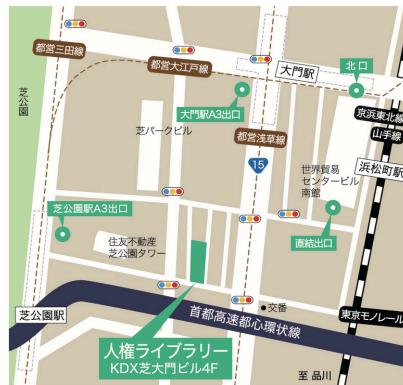 都営三田線
都営大江戸線
大門駅
北口
芝公園
大門駅A3出口
京浜東北線
山手線
芝パークビル
都営浅草線
15
浜松町駅
世界貿易
センタービル
南館
芝公園駅A3出口
直結出口
住友不動産
芝公園タワー
芝公園駅
交番
首都高速都心環状線
東京モノレール
人権ライブラリー
KDX芝大門ビル4F
至 品川